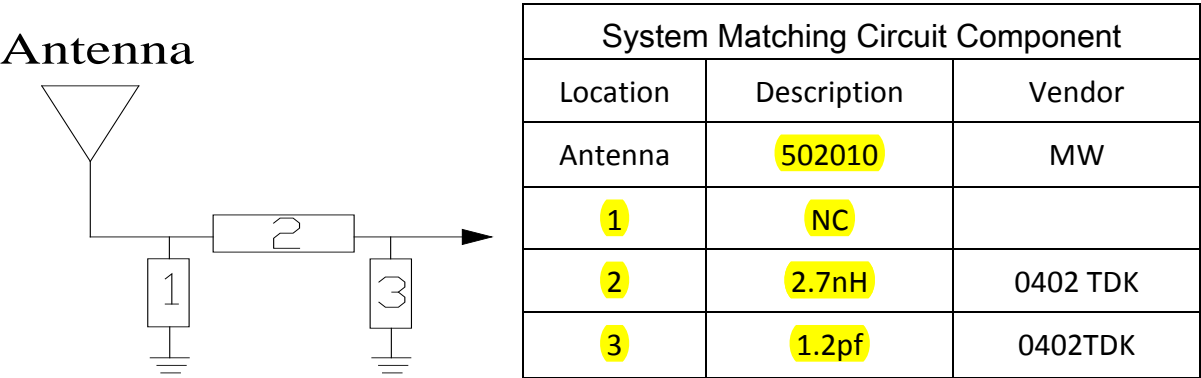 Antenna
1
2
3
System Matching Circuit Component
Location Description Vendor
Antenna 502010 MW
1 NC
2 2.7nH 0402 TDK
3 1.2pf 0402TDK